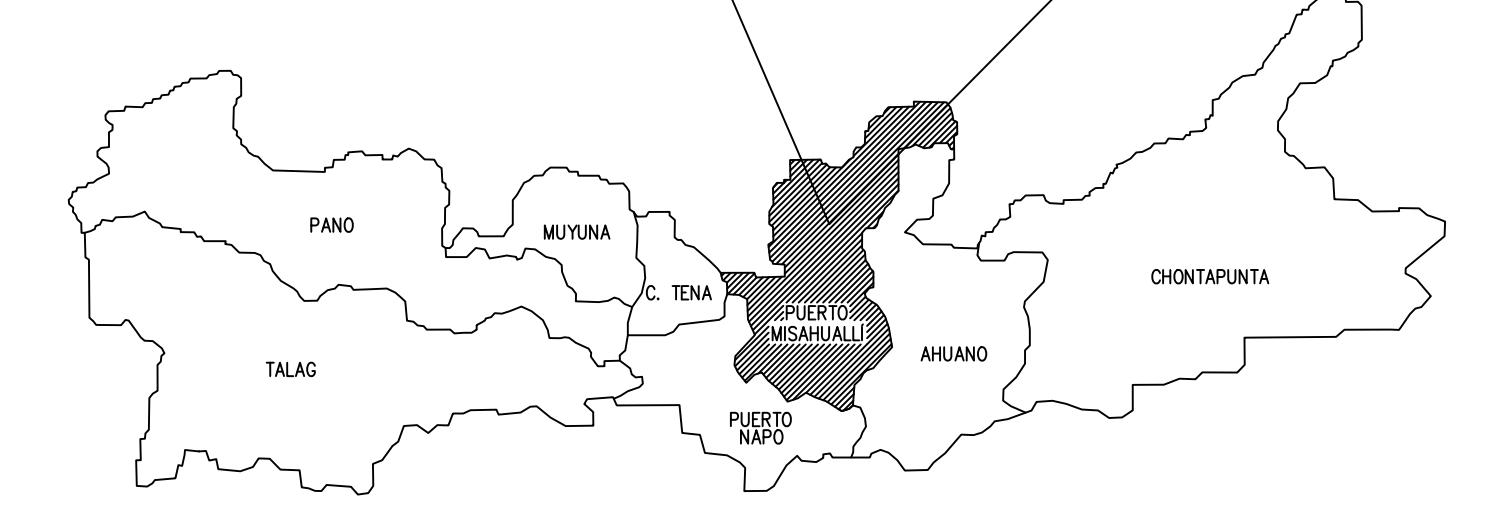 PANO
MUYUNA
C. TENA
CHONTAPUNTA
PUERTO
MISAHUALLÍ
AHUANO
TALAG
PUERTO
NAPO